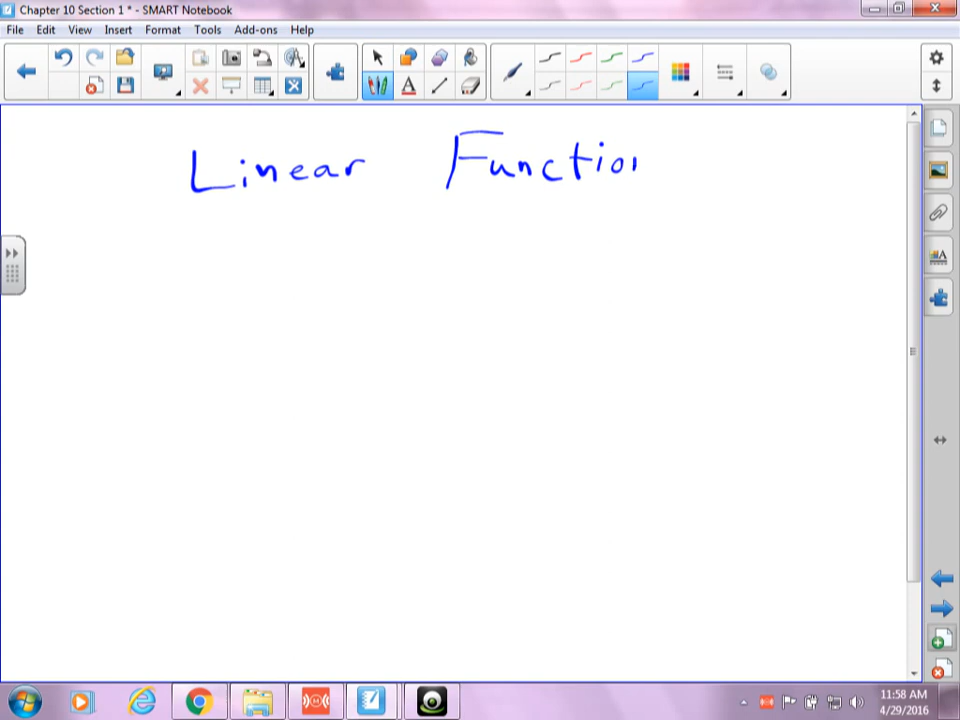 Chapter 10 Section 1 * - SMART Notebook
File Edit View Insert Format Tools Add-ons Help
Linear Function
11:58 AM
4/29/2016